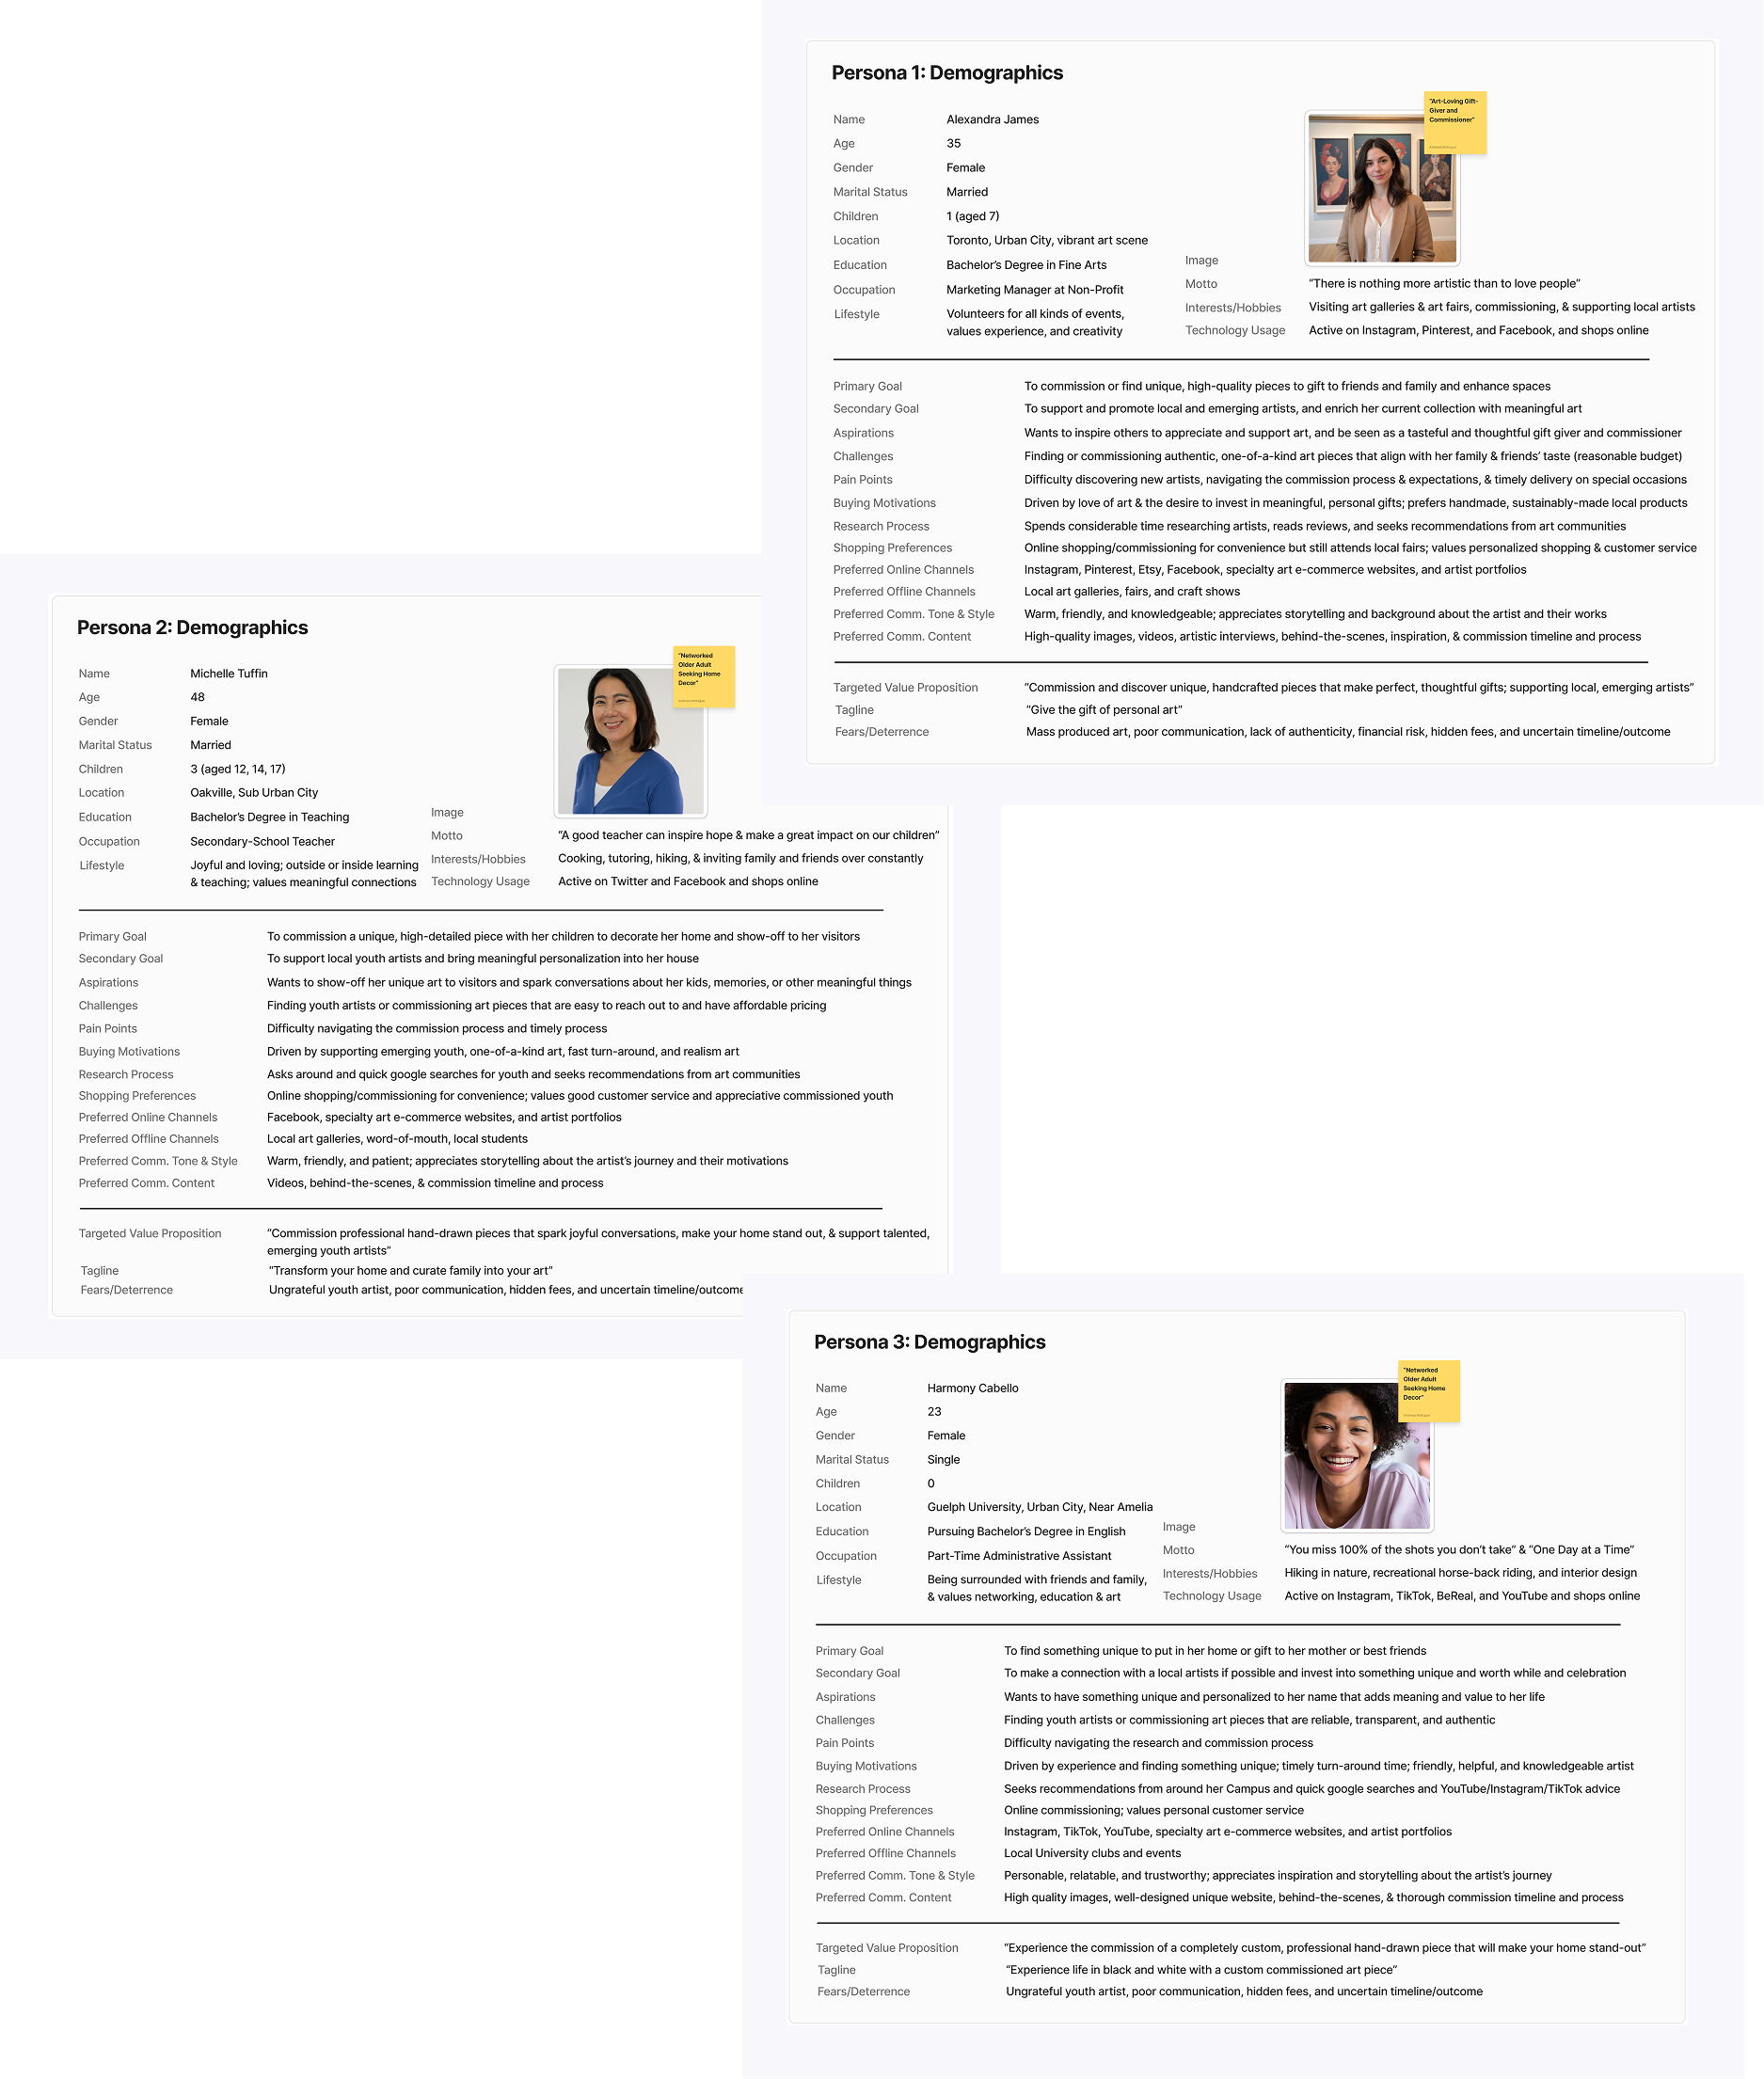 Persona 1: Demographics
"Art-Loving Gift-
Giver and
Commissioner"
Name Alexandra James
Age 35
Gender Female
Marital Status Married
Children 1 (aged 7)
Location Toronto, Urban City, vibrant art scene
Education Bachelor's Degree in Fine Arts
Occupation Marketing Manager at Non-Profit
Lifestyle Volunteers for all kinds of events,
values experience, and creativity
Image
Motto "There is nothing more artistic than to love people"
Interests/Hobbies Visiting art galleries & art fairs, commissioning, & supporting local artists
Technology Usage Active on Instagram, Pinterest, and Facebook, and shops online
Primary Goal To commission or find unique, high-quality pieces to gift to friends and family and enhance spaces
Secondary Goal To support and promote local and emerging artists, and enrich her current collection with meaningful art
Aspirations Wants to inspire others to appreciate and support art, and be seen as a tasteful and thoughtful gift giver and commissioner
Challenges Finding or commissioning authentic, one-of-a-kind art pieces that align with her family & friends' taste (reasonable budget)
Pain Points Difficulty discovering new artists, navigating the commission process & expectations, & timely delivery on special occasions
Buying Motivations Driven by love of art & the desire to invest in meaningful, personal gifts; prefers handmade, sustainably-made local products
Research Process Spends considerable time researching artists, reads reviews, and seeks recommendations from art communities
Shopping Preferences Online shopping/commissioning for convenience but still attends local fairs; values personalized shopping & customer service
Preferred Online Channels Instagram, Pinterest, Etsy, Facebook, specialty art e-commerce websites, and artist portfolios
Preferred Offline Channels Local art galleries, fairs, and craft shows
Preferred Comm. Tone & Style Warm, friendly, and knowledgeable; appreciates storytelling and background about the artist and their works
Preferred Comm. Content High-quality images, videos, artistic interviews, behind-the-scenes, inspiration, & commission timeline and process
Targeted Value Proposition "Commission and discover unique, handcrafted pieces that make perfect, thoughtful gifts; supporting local, emerging artists"
Tagline "Give the gift of personal art"
Fears/Deterrence Mass produced art, poor communication, lack of authenticity, financial risk, hidden fees, and uncertain timeline/outcome
Persona 2: Demographics
"Networked
Older Adult
Seeking Home
Decor"
Name Michelle Tuffin
Age 48
Gender Female
Marital Status Married
Children 3 (aged 12, 14, 17)
Location Oakville, Sub Urban City
Education Bachelor's Degree in Teaching
Occupation Secondary-School Teacher
Lifestyle Joyful and loving; outside or inside learning
& teaching; values meaningful connections
Image
Motto "A good teacher can inspire hope & make a great impact on our children"
Interests/Hobbies Cooking, tutoring, hiking, & inviting family and friends over constantly
Technology Usage Active on Twitter and Facebook and shops online
Primary Goal To commission a unique, high-detailed piece with her children to decorate her home and show-off to her visitors
Secondary Goal To support local youth artists and bring meaningful personalization into her house
Aspirations Wants to show-off her unique art to visitors and spark conversations about her kids, memories, or other meaningful things
Challenges Finding youth artists or commissioning art pieces that are easy to reach out to and have affordable pricing
Pain Points Difficulty navigating the commission process and timely process
Buying Motivations Driven by supporting emerging youth, one-of-a-kind art, fast turn-around, and realism art
Research Process Asks around and quick google searches for youth and seeks recommendations from art communities
Shopping Preferences Online shopping/commissioning for convenience; values good customer service and appreciative commissioned youth
Preferred Online Channels Facebook, specialty art e-commerce websites, and artist portfolios
Preferred Offline Channels Local art galleries, word-of-mouth, local students
Preferred Comm. Tone & Style Warm, friendly, and patient; appreciates storytelling about the artist's journey and their motivations
Preferred Comm. Content Videos, behind-the-scenes, & commission timeline and process
Targeted Value Proposition "Commission professional hand-drawn pieces that spark joyful conversations, make your home stand out, & support talented,
emerging youth artists"
Tagline "Transform your home and curate family into your art"
Fears/Deterrence Ungrateful youth artist, poor communication, hidden fees, and uncertain timeline/outcome
Persona 3: Demographics
"Networked
Older Adult
Seeking Home
Decor"
Name Harmony Cabello
Age 23
Gender Female
Marital Status Single
Children 0
Location Guelph University, Urban City, Near Amelia
Education Pursuing Bachelor's Degree in English
Occupation Part-Time Administrative Assistant
Lifestyle Being surrounded with friends and family,
& values networking, education & art
Image
Motto "You miss 100% of the shots you don't take" & "One Day at a Time"
Interests/Hobbies Hiking in nature, recreational horse-back riding, and interior design
Technology Usage Active on Instagram, TikTok, BeReal, and YouTube and shops online
Primary Goal To find something unique to put in her home or gift to her mother or best friends
Secondary Goal To make a connection with a local artists if possible and invest into something unique and worth while and celebration
Aspirations Wants to have something unique and personalized to her name that adds meaning and value to her life
Challenges Finding youth artists or commissioning art pieces that are reliable, transparent, and authentic
Pain Points Difficulty navigating the research and commission process
Buying Motivations Driven by experience and finding something unique; timely turn-around time; friendly, helpful, and knowledgeable artist
Research Process Seeks recommendations from around her Campus and quick google searches and YouTube/Instagram/TikTok advice
Shopping Preferences Online commissioning; values personal customer service
Preferred Online Channels Instagram, TikTok, YouTube, specialty art e-commerce websites, and artist portfolios
Preferred Offline Channels Local University clubs and events
Preferred Comm. Tone & Style Personable, relatable, and trustworthy; appreciates inspiration and storytelling about the artist's journey
Preferred Comm. Content High quality images, well-designed unique website, behind-the-scenes, & thorough commission timeline and process
Targeted Value Proposition "Experience the commission of a completely custom, professional hand-drawn piece that will make your home stand-out"
Tagline "Experience life in black and white with a custom commissioned art piece"
Fears/Deterrence Ungrateful youth artist, poor communication, hidden fees, and uncertain timeline/outcome